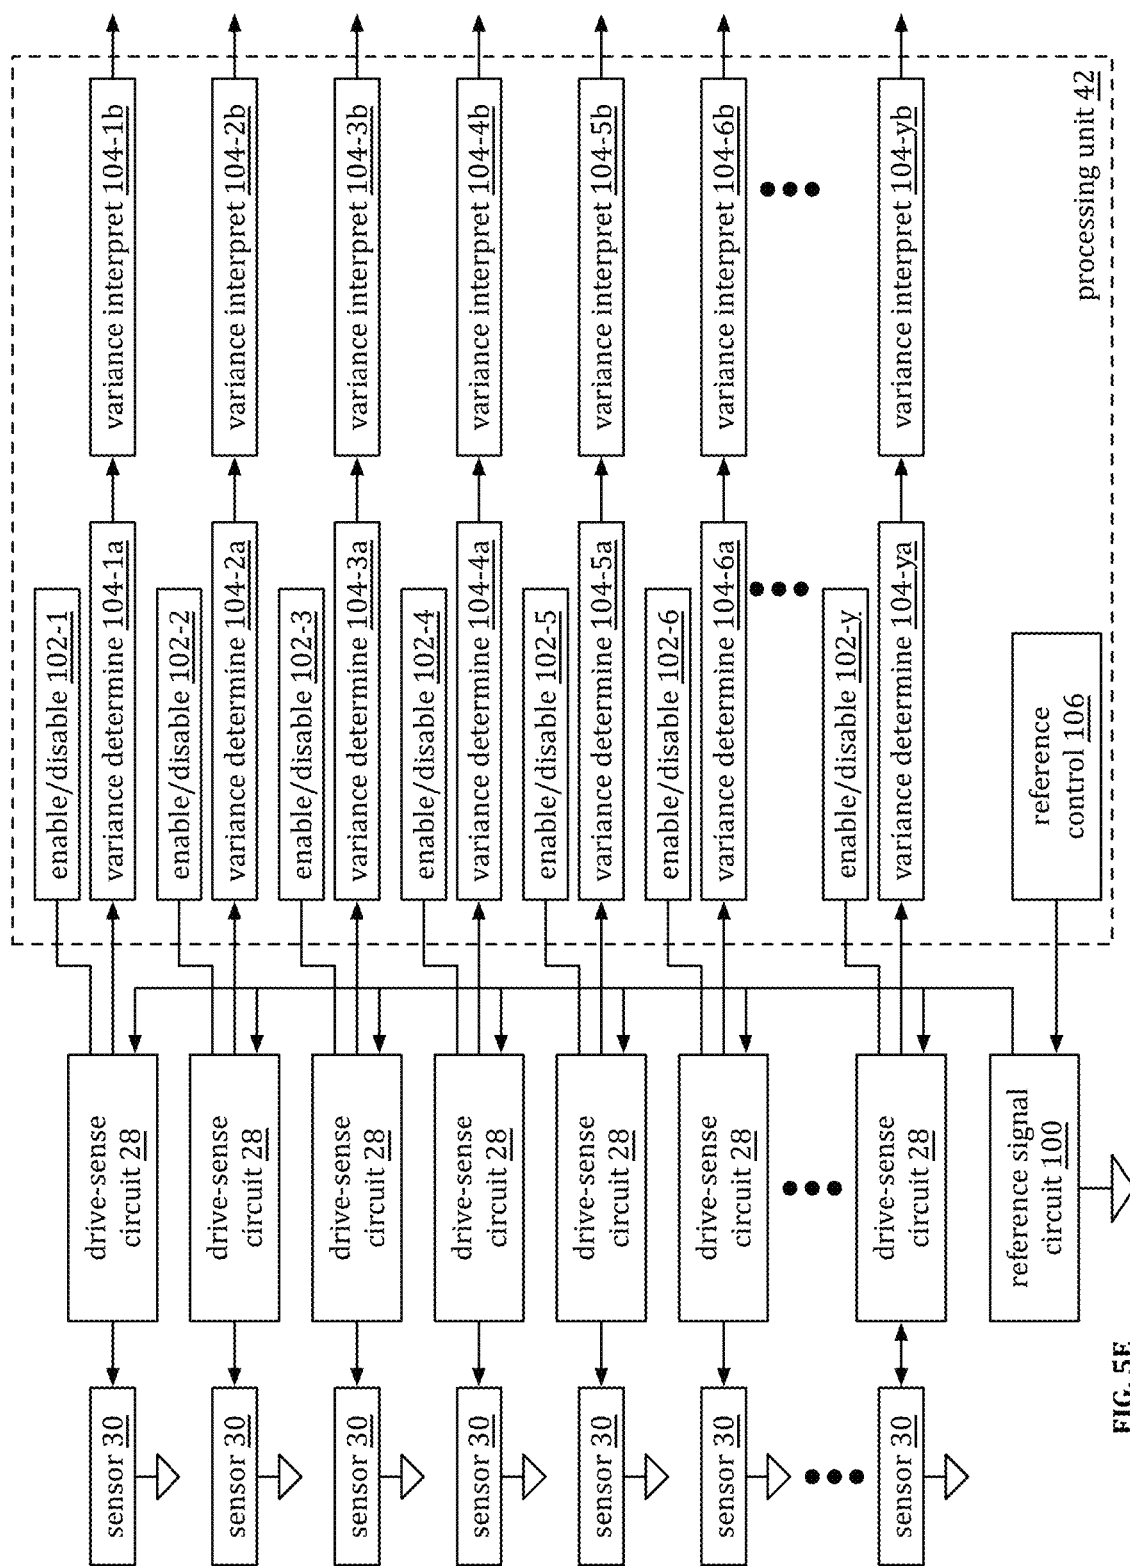 enable/disable 102-1
sensor 30
drive-sense
circuit 28
variance determine 104-1a
variance interpret 104-1b
enable/disable 102-2
sensor 30
drive-sense
circuit 28
variance determine 104-2a
variance interpret 104-2b
enable/disable 102-3
sensor 30
drive-sense
circuit 28
variance determine 104-3a
variance interpret 104-3b
enable/disable 102-4
sensor 30
drive-sense
circuit 28
variance determine 104-4a
variance interpret 104-4b
enable/disable 102-5
sensor 30
drive-sense
circuit 28
variance determine 104-5a
variance interpret 104-5b
enable/disable 102-6
sensor 30
drive-sense
circuit 28
variance determine 104-6a
variance interpret 104-6b
enable/disable 102-y
sensor 30
drive-sense
circuit 28
variance determine 104-ya
variance interpret 104-yb
reference signal
circuit 100
reference
control 106
processing unit 42
FIG.